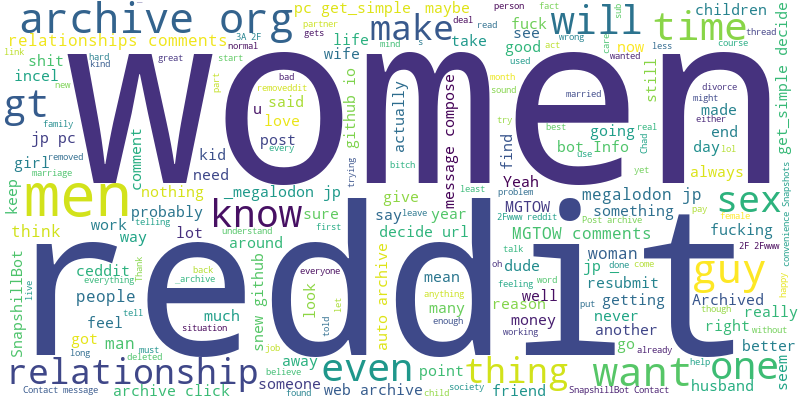 archive org
pc get_simple maybe
person
fuck
act
care
sub
children
relationships comments
partner
deal
read
3A 2F
normal
gets
make
will
time
thread
link
hard
kind
life
take
see
good
used
wrong
wanted
now
less
course
shit
great
start
wife
mind
s
incel
new
part
bad
removeddit
month
sound
married
still
divorce
might
either
get_simple decide
gt
women
u
said
love
github io
actually
message compose
try
best
real
Chad
made
end
day
lol
family
jp pc
post
every
find
going
bot Info
use
yet
girl
removed
marriage
comment
kid
need
trying
bitch
Yeah
least
problem
always
keep
men
nothing
_megalodon jp
give
MGTOW
megalodon jp
something
sex
pay
female
think
probably
telling
know
sure
first
say
leave
year
2Fwww reddit
Post archive
work
way
lot
understand
around
decide url
MGTOW comments
fucking
2F 2Fwww
convenience Snapshots
reddit
ceddit
everything
Thank
back
_archive
everyone
mean
oh
talk
dude
woman
jp _
done
come
guy
happy
SnapshillBot
live
people
tell
much
situation
snew github
look
let
told
auto archive
anything
many
enough
feeling
word
well
reason
money
working
put
resubmit
getting
never
another
Archived
though
really
feel
got
man
must
deleted
long
job
away
believe
point
go
already
right
without
better
relationship
even
thing
want
one
help
husband
seem
someone
found
web archive
child
society
friend
Contact message
archive click
SnapshillBot Contact